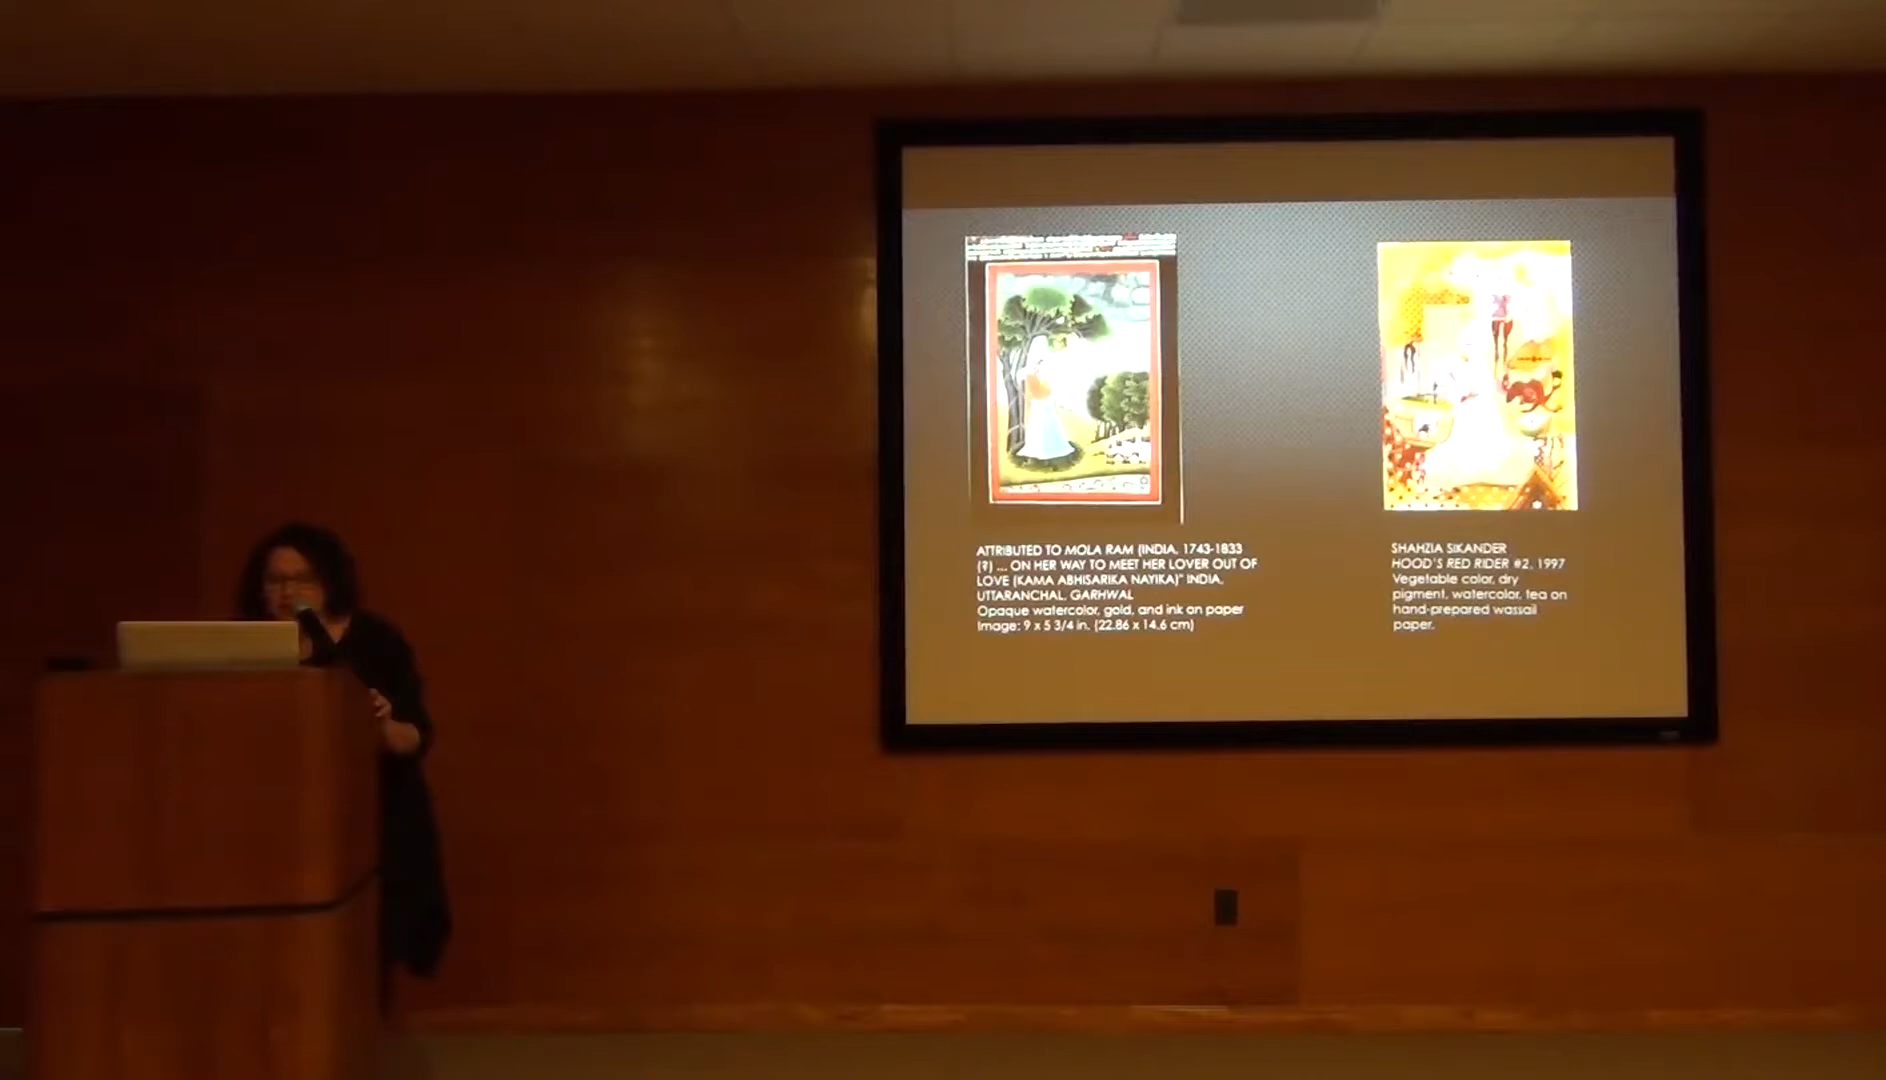 ATTRIBUTED TO MOLA RAM (INDIA, 1743-1833
(?) ... ON HER WAY TO MEET HER LOVER OUT OF
LOVE (KAMA ABHISARIKA NAYIKA)" INDIA,
UTTARANCHAL, GARHWAL
Opaque watercolor, gold, and ink on paper
Image: 9 x 5 3/4 in. (22.86 x 14.6 cm)
SHAHZIA SIKANDER
HOOD'S RED RIDER #2, 1997
Vegetable color, dry
pigment, watercolor, tea on
hand-prepared wassail
paper.